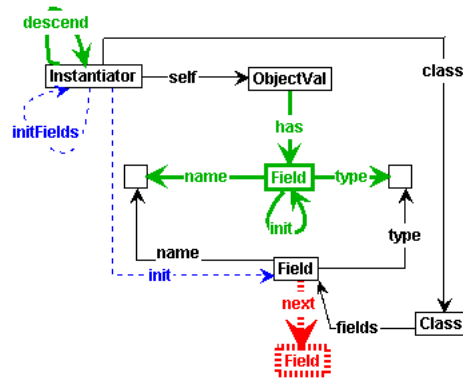 descend
Instantiator
self
ObjectVal
class
initFields
has
name
Field
type
init
name
type
init
Field
next
fields
Class
Field